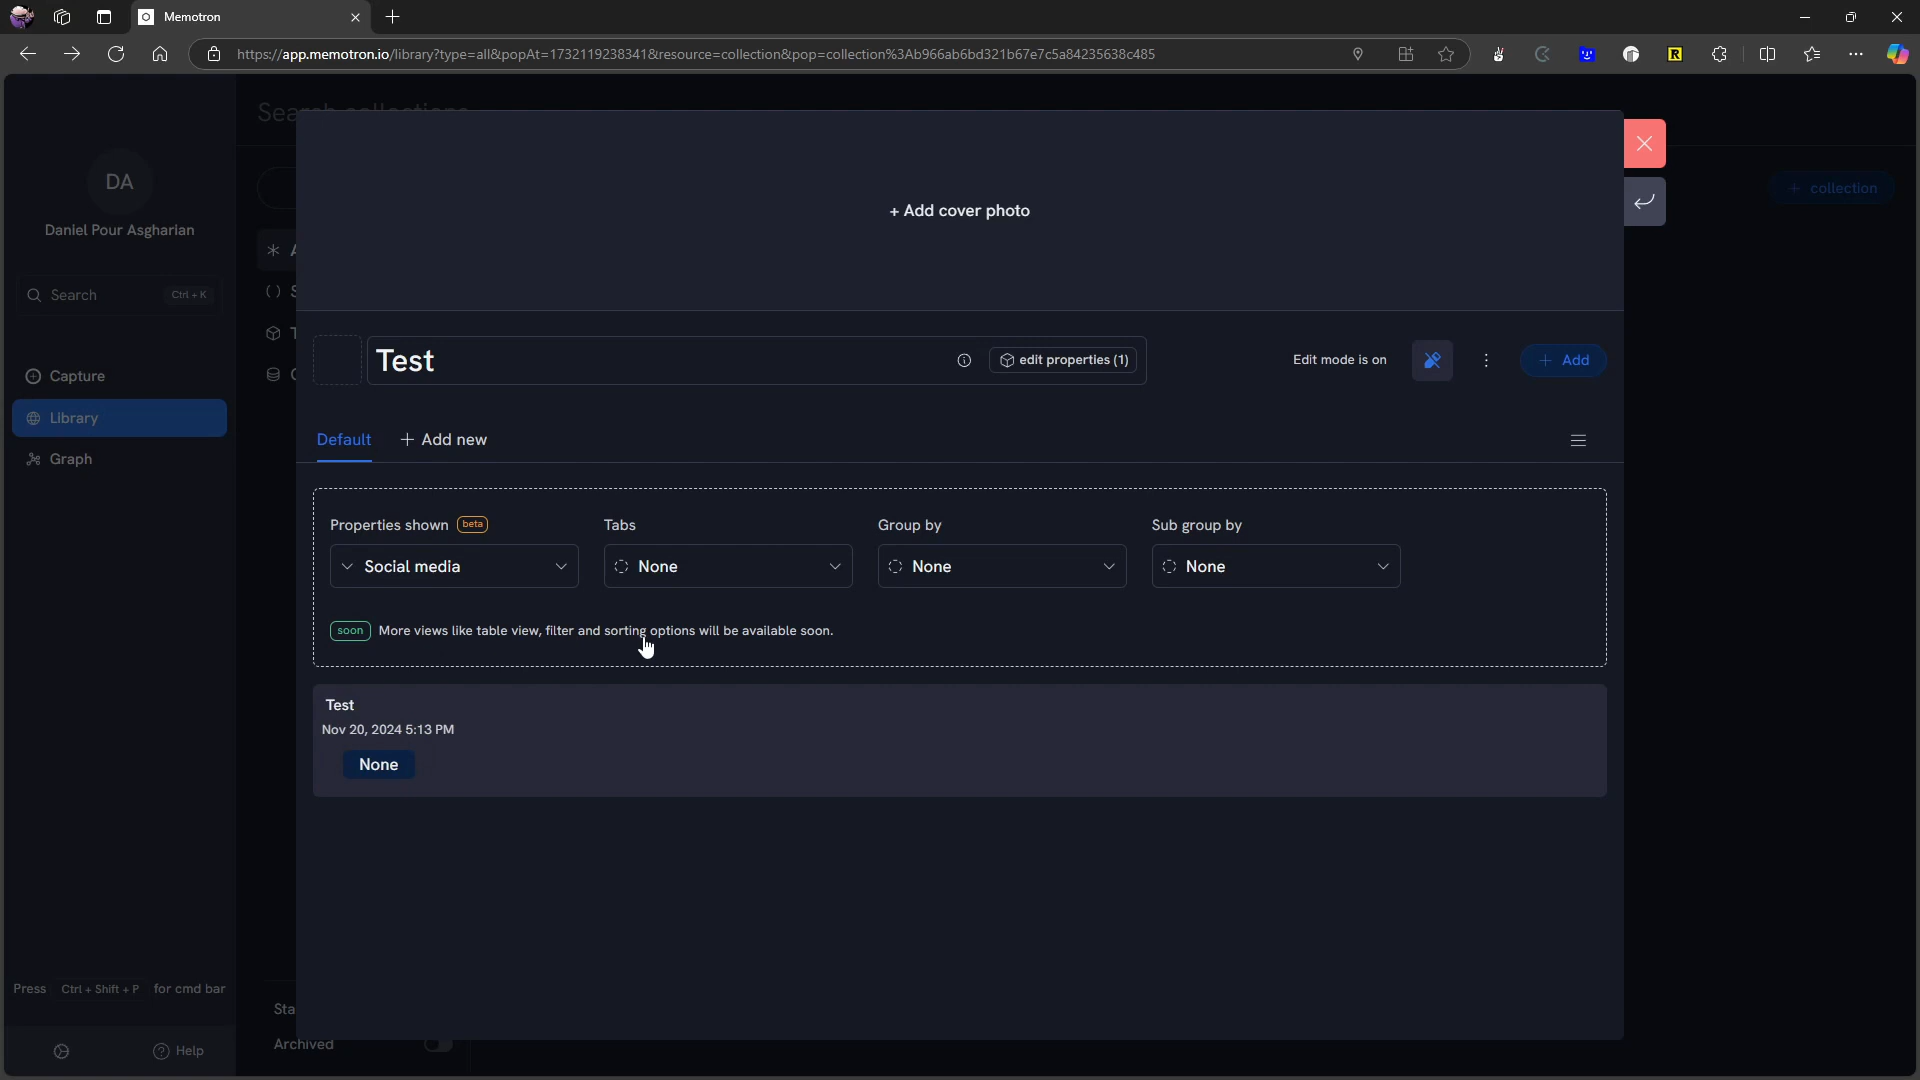 Memotron
https://app.memotron.io/library?type=all&popAt=1732119238341&resource=collection&pop=collection%3Ab966ab6bd321b67e7c5a84235638c485
Search collections
+ Add cover photo
DA
Daniel Pour Asgharian
+ collection
Search Ctrl + K
Test
edit properties (1)
Edit mode is on
+ Add
Capture
Library
Graph
Default
+ Add new
Properties shown beta
Tabs
Group by
Sub group by
Social media
None
None
None
soon More views like table view, filter and sorting options will be available soon.
Test
Nov 20, 2024 5:13 PM
None
Press Ctrl + Shift + P for cmd bar
Sta
Archived
Help